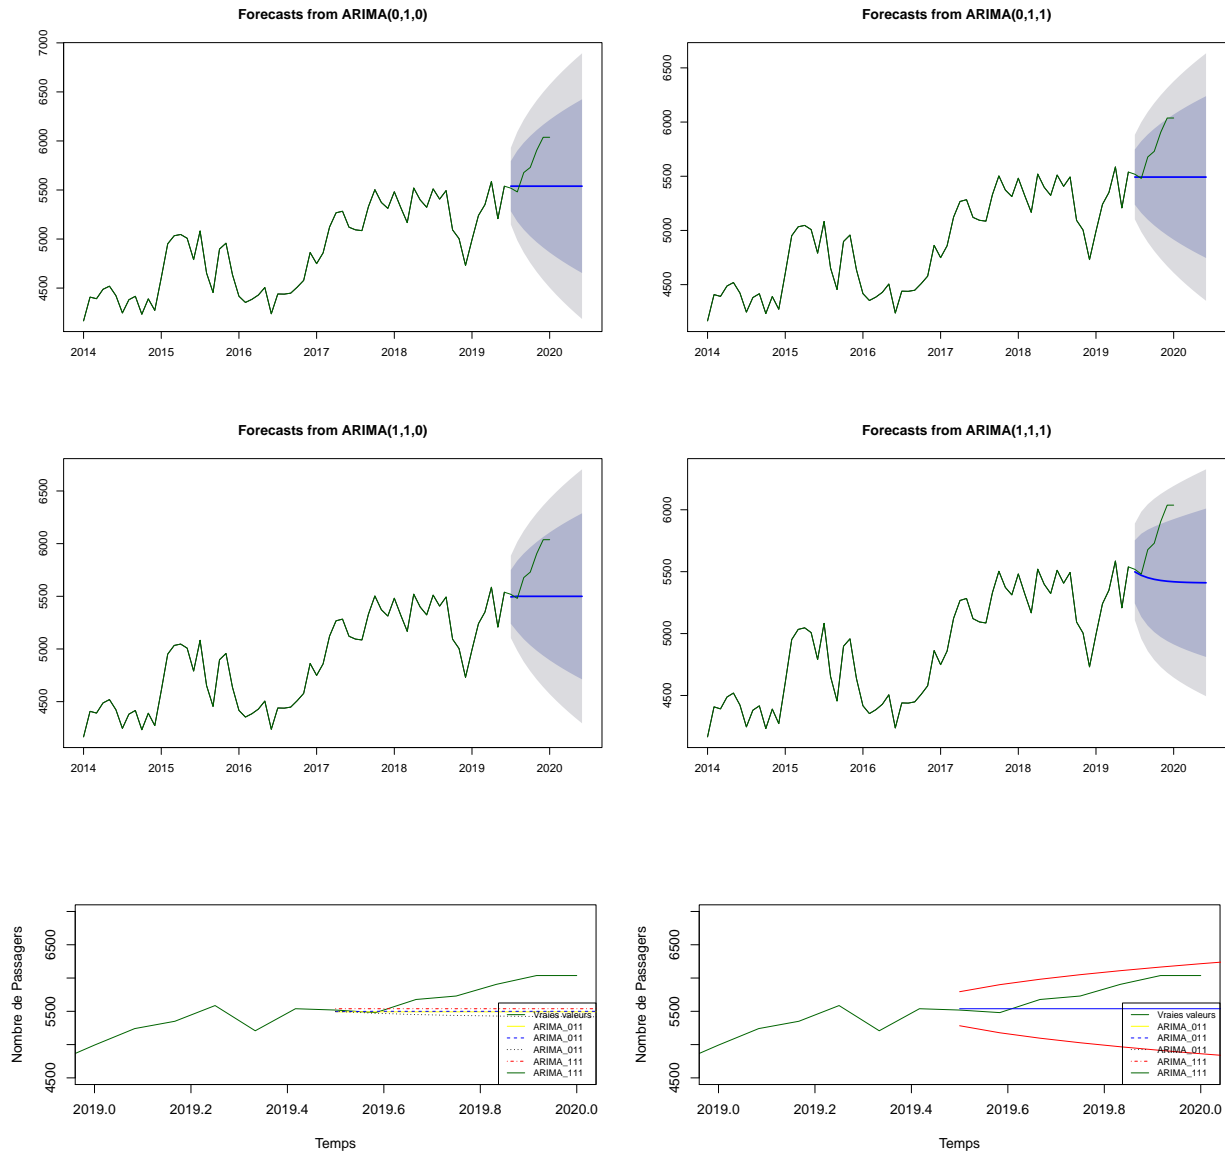 Forecasts from ARIMA(0,1,0)
7000
6500
6000
5500
5000
4500
2014 2015 2016 2017 2018 2019 2020
Forecasts from ARIMA(0,1,1)
6500
6000
5500
5000
4500
2014 2015 2016 2017 2018 2019 2020
Forecasts from ARIMA(1,1,0)
6500
6000
5500
5000
4500
2014 2015 2016 2017 2018 2019 2020
Forecasts from ARIMA(1,1,1)
6000
5500
5000
4500
2014 2015 2016 2017 2018 2019 2020
Nombre de Passagers
6500
5500
4500
Vraies valeurs
ARIMA_011
ARIMA_011
ARIMA_011
ARIMA_111
ARIMA_111
2019.0 2019.2 2019.4 2019.6 2019.8 2020.0
Temps
Nombre de Passagers
6500
5500
4500
Vraies valeurs
ARIMA_011
ARIMA_011
ARIMA_011
ARIMA_111
ARIMA_111
2019.0 2019.2 2019.4 2019.6 2019.8 2020.0
Temps